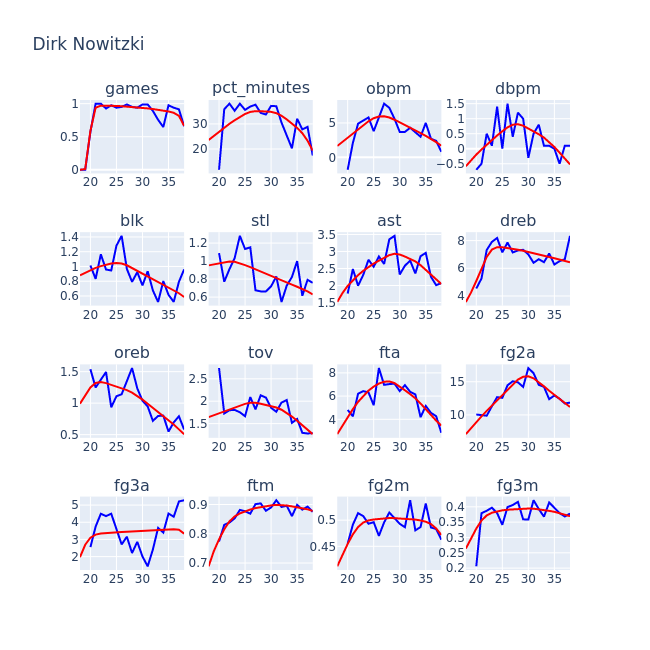 Dirk Nowitzki
games pct_minutes obpm dbpm
1 0.5 0 30 20 5 0 1.5 1 0.5 0 −0.5
20 25 30 35 20 25 30 35 20 25 30 35 20 25 30 35
blk stl ast dreb
1.4 1.2 1 0.8 0.6 1.2 1 0.8 0.6 3.5 3 2.5 2 1.5 8 6 4
20 25 30 35 20 25 30 35 20 25 30 35 20 25 30 35
oreb tov fta fg2a
1.5 1 0.5 2.5 2 1.5 8 6 4 15 10
20 25 30 35 20 25 30 35 20 25 30 35 20 25 30 35
fg3a ftm fg2m fg3m
5 4 3 2 0.9 0.8 0.7 0.5 0.45 0.4 0.35 0.3 0.25 0.2
20 25 30 35 20 25 30 35 20 25 30 35 20 25 30 35